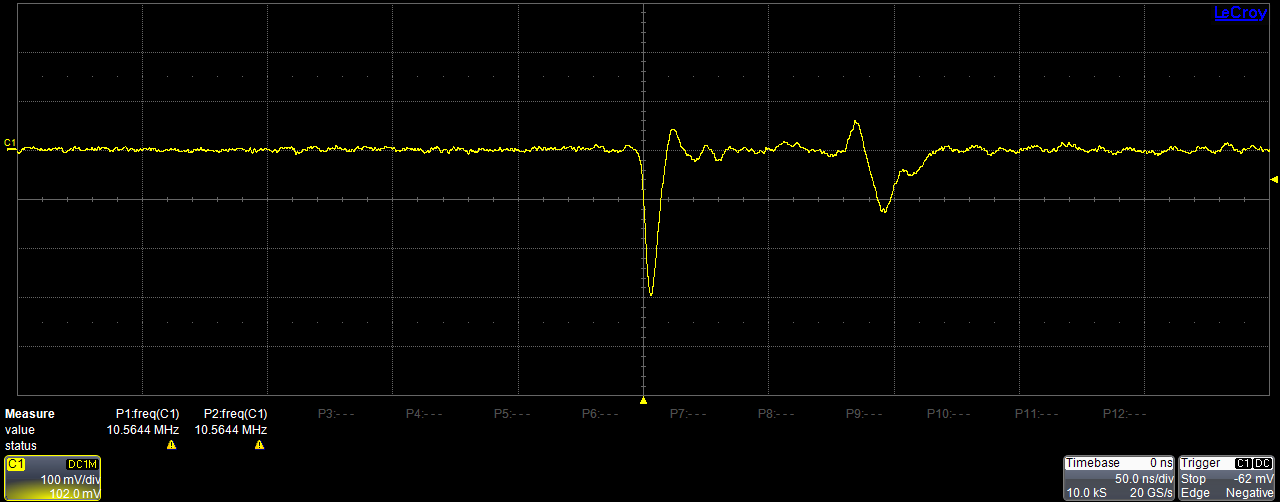 LeCroy
C1
Measure P1:freq(C1) P2:freq(C1) P3:- - - P4:- - - P5:- - - P6:- - - P7:- - - P8:- - - P9:- - - P10:- - - P11:- - - P12:- - -
value 10.5644 MHz 10.5644 MHz
status
C1 DC1M
100 mV/div
102.0 mV
Timebase 0 ns
50.0 ns/div
10.0 kS 20 GS/s
Trigger C1 DC
Stop -62 mV
Edge Negative